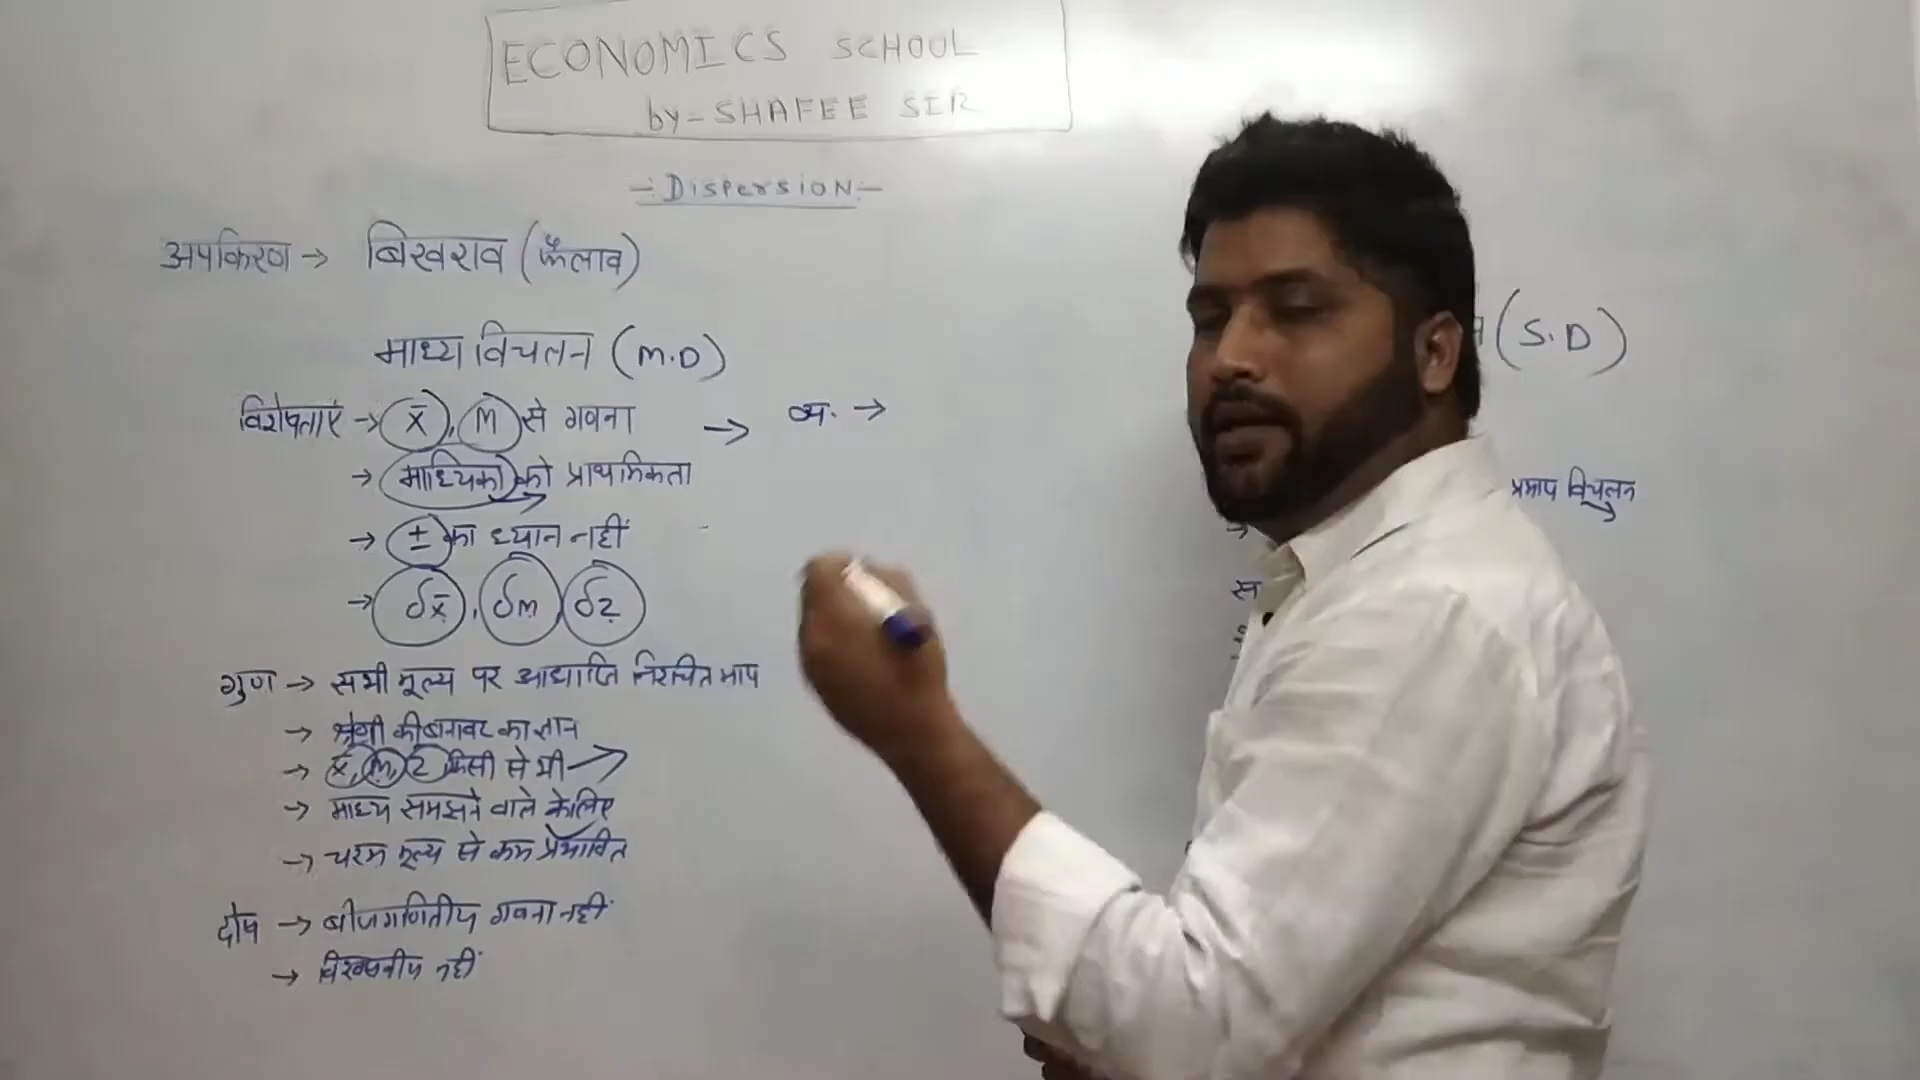 ECONOMICS SCHOOL
by - SHAFEE SIR
- Dispersion -
अपकिरण → बिखराव (फैलाव)
माध्य विचलन (M.D)
विशेषताएं → x̄, M से गणना
→ माध्यिका को प्राथमिकता
→ ± का ध्यान नहीं
→ δx̄, δm, δz
गुण → सभी मूल्य पर आधारित निश्चित माप
→ श्रेणी की बनावट का ज्ञान
→ x̄, m, z किसी से भी →
→ माध्य समझने वाले के लिए
→ चरम मूल्य से कम प्रभावित
दोष → बीजगणितीय गणना नहीं
→ विश्वसनीय नहीं
→ व्य. →
(S.D)
प्रमाप विचलन